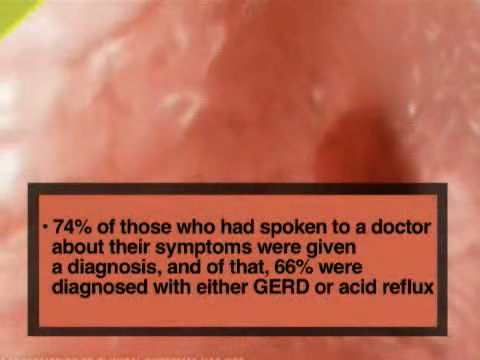 • 74% of those who had spoken to a doctor
about their symptoms were given
a diagnosis, and of that, 66% were
diagnosed with either GERD or acid reflux